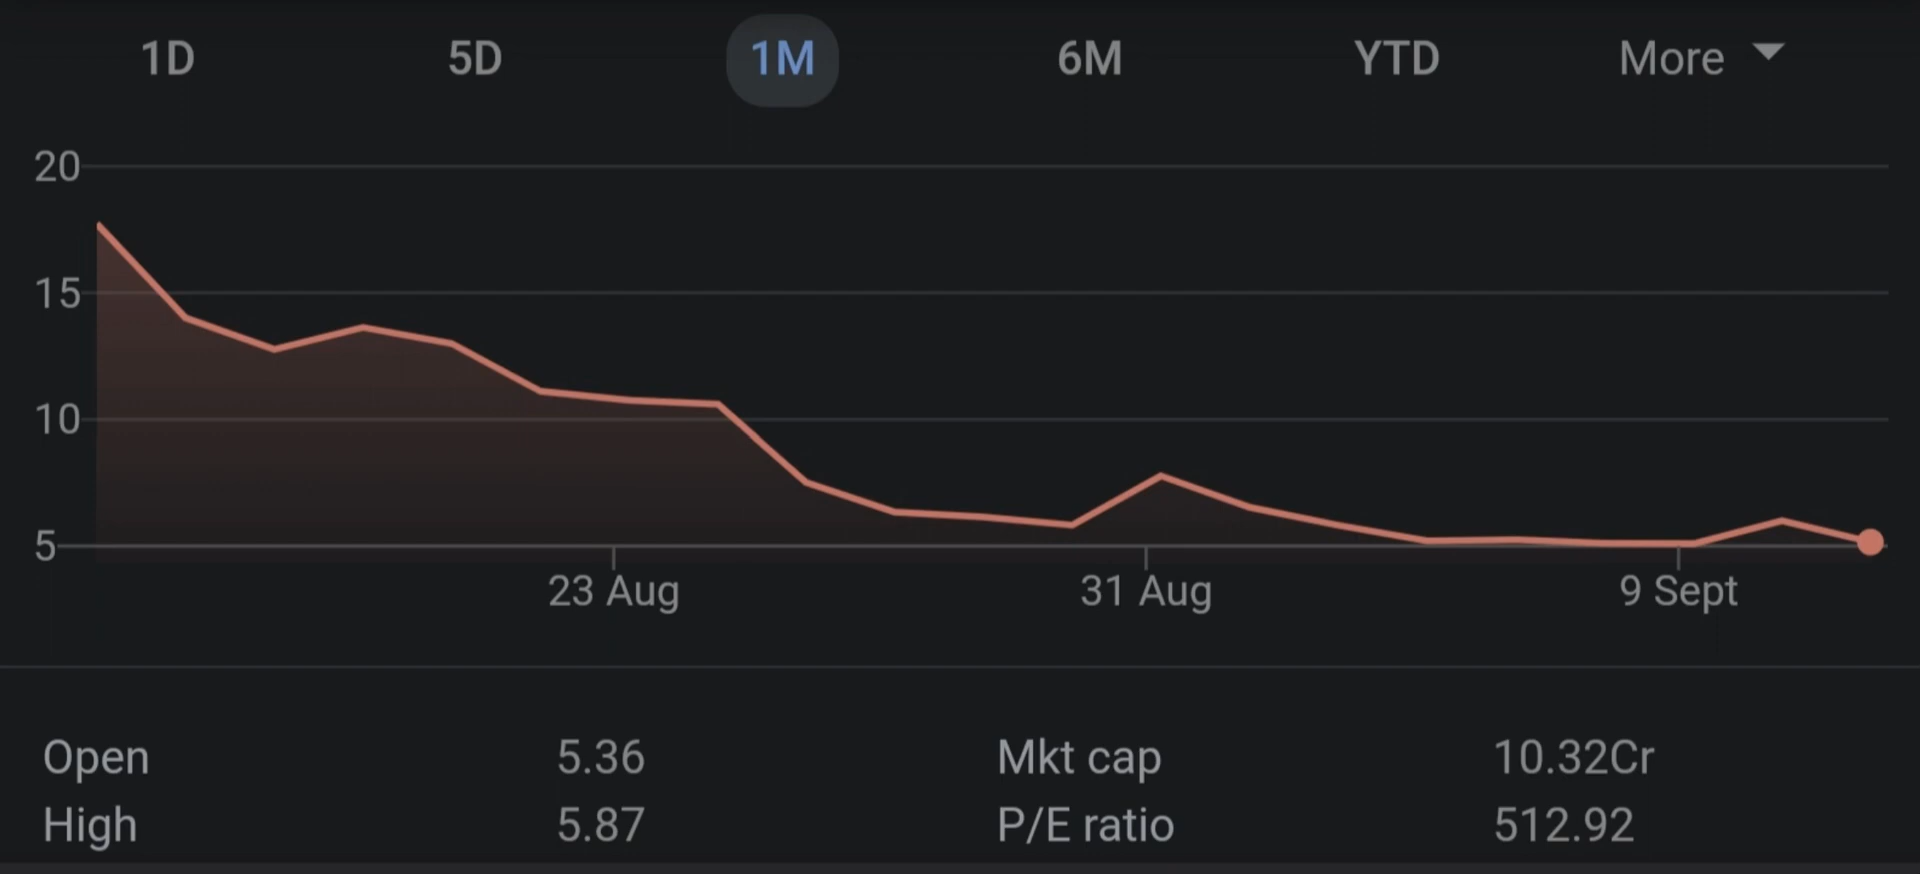 1D 5D 1M 6M YTD More
20
15
10
5
23 Aug 31 Aug 9 Sept
Open 5.36 Mkt cap 10.32Cr
High 5.87 P/E ratio 512.92